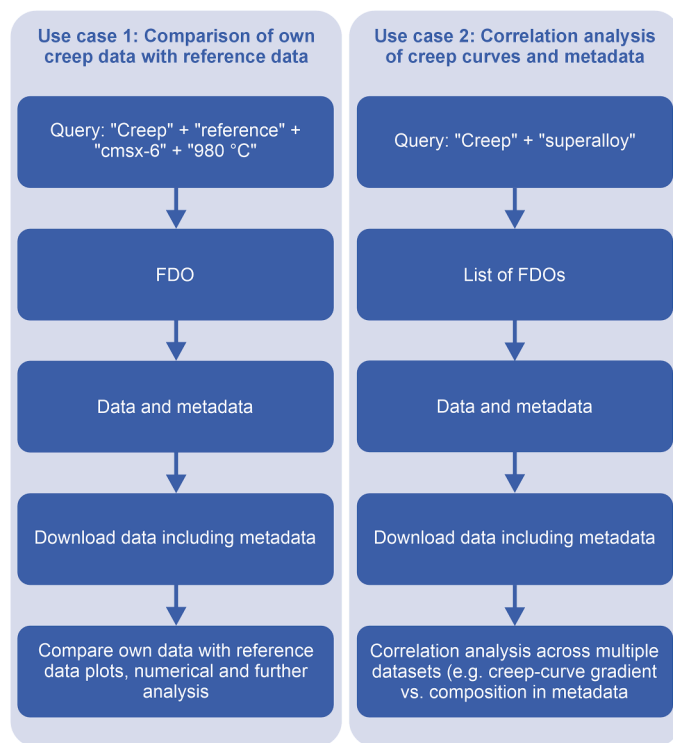 Use case 1: Comparison of own
creep data with reference data
Query: "Creep" + "reference" +
"cmsx-6" + "980 °C"
FDO
Data and metadata
Download data including metadata
Compare own data with reference
data plots, numerical and further
analysis
Use case 2: Correlation analysis
of creep curves and metadata
Query: "Creep" + "superalloy"
List of FDOs
Data and metadata
Download data including metadata
Correlation analysis across multiple
datasets (e.g. creep-curve gradient
vs. composition in metadata